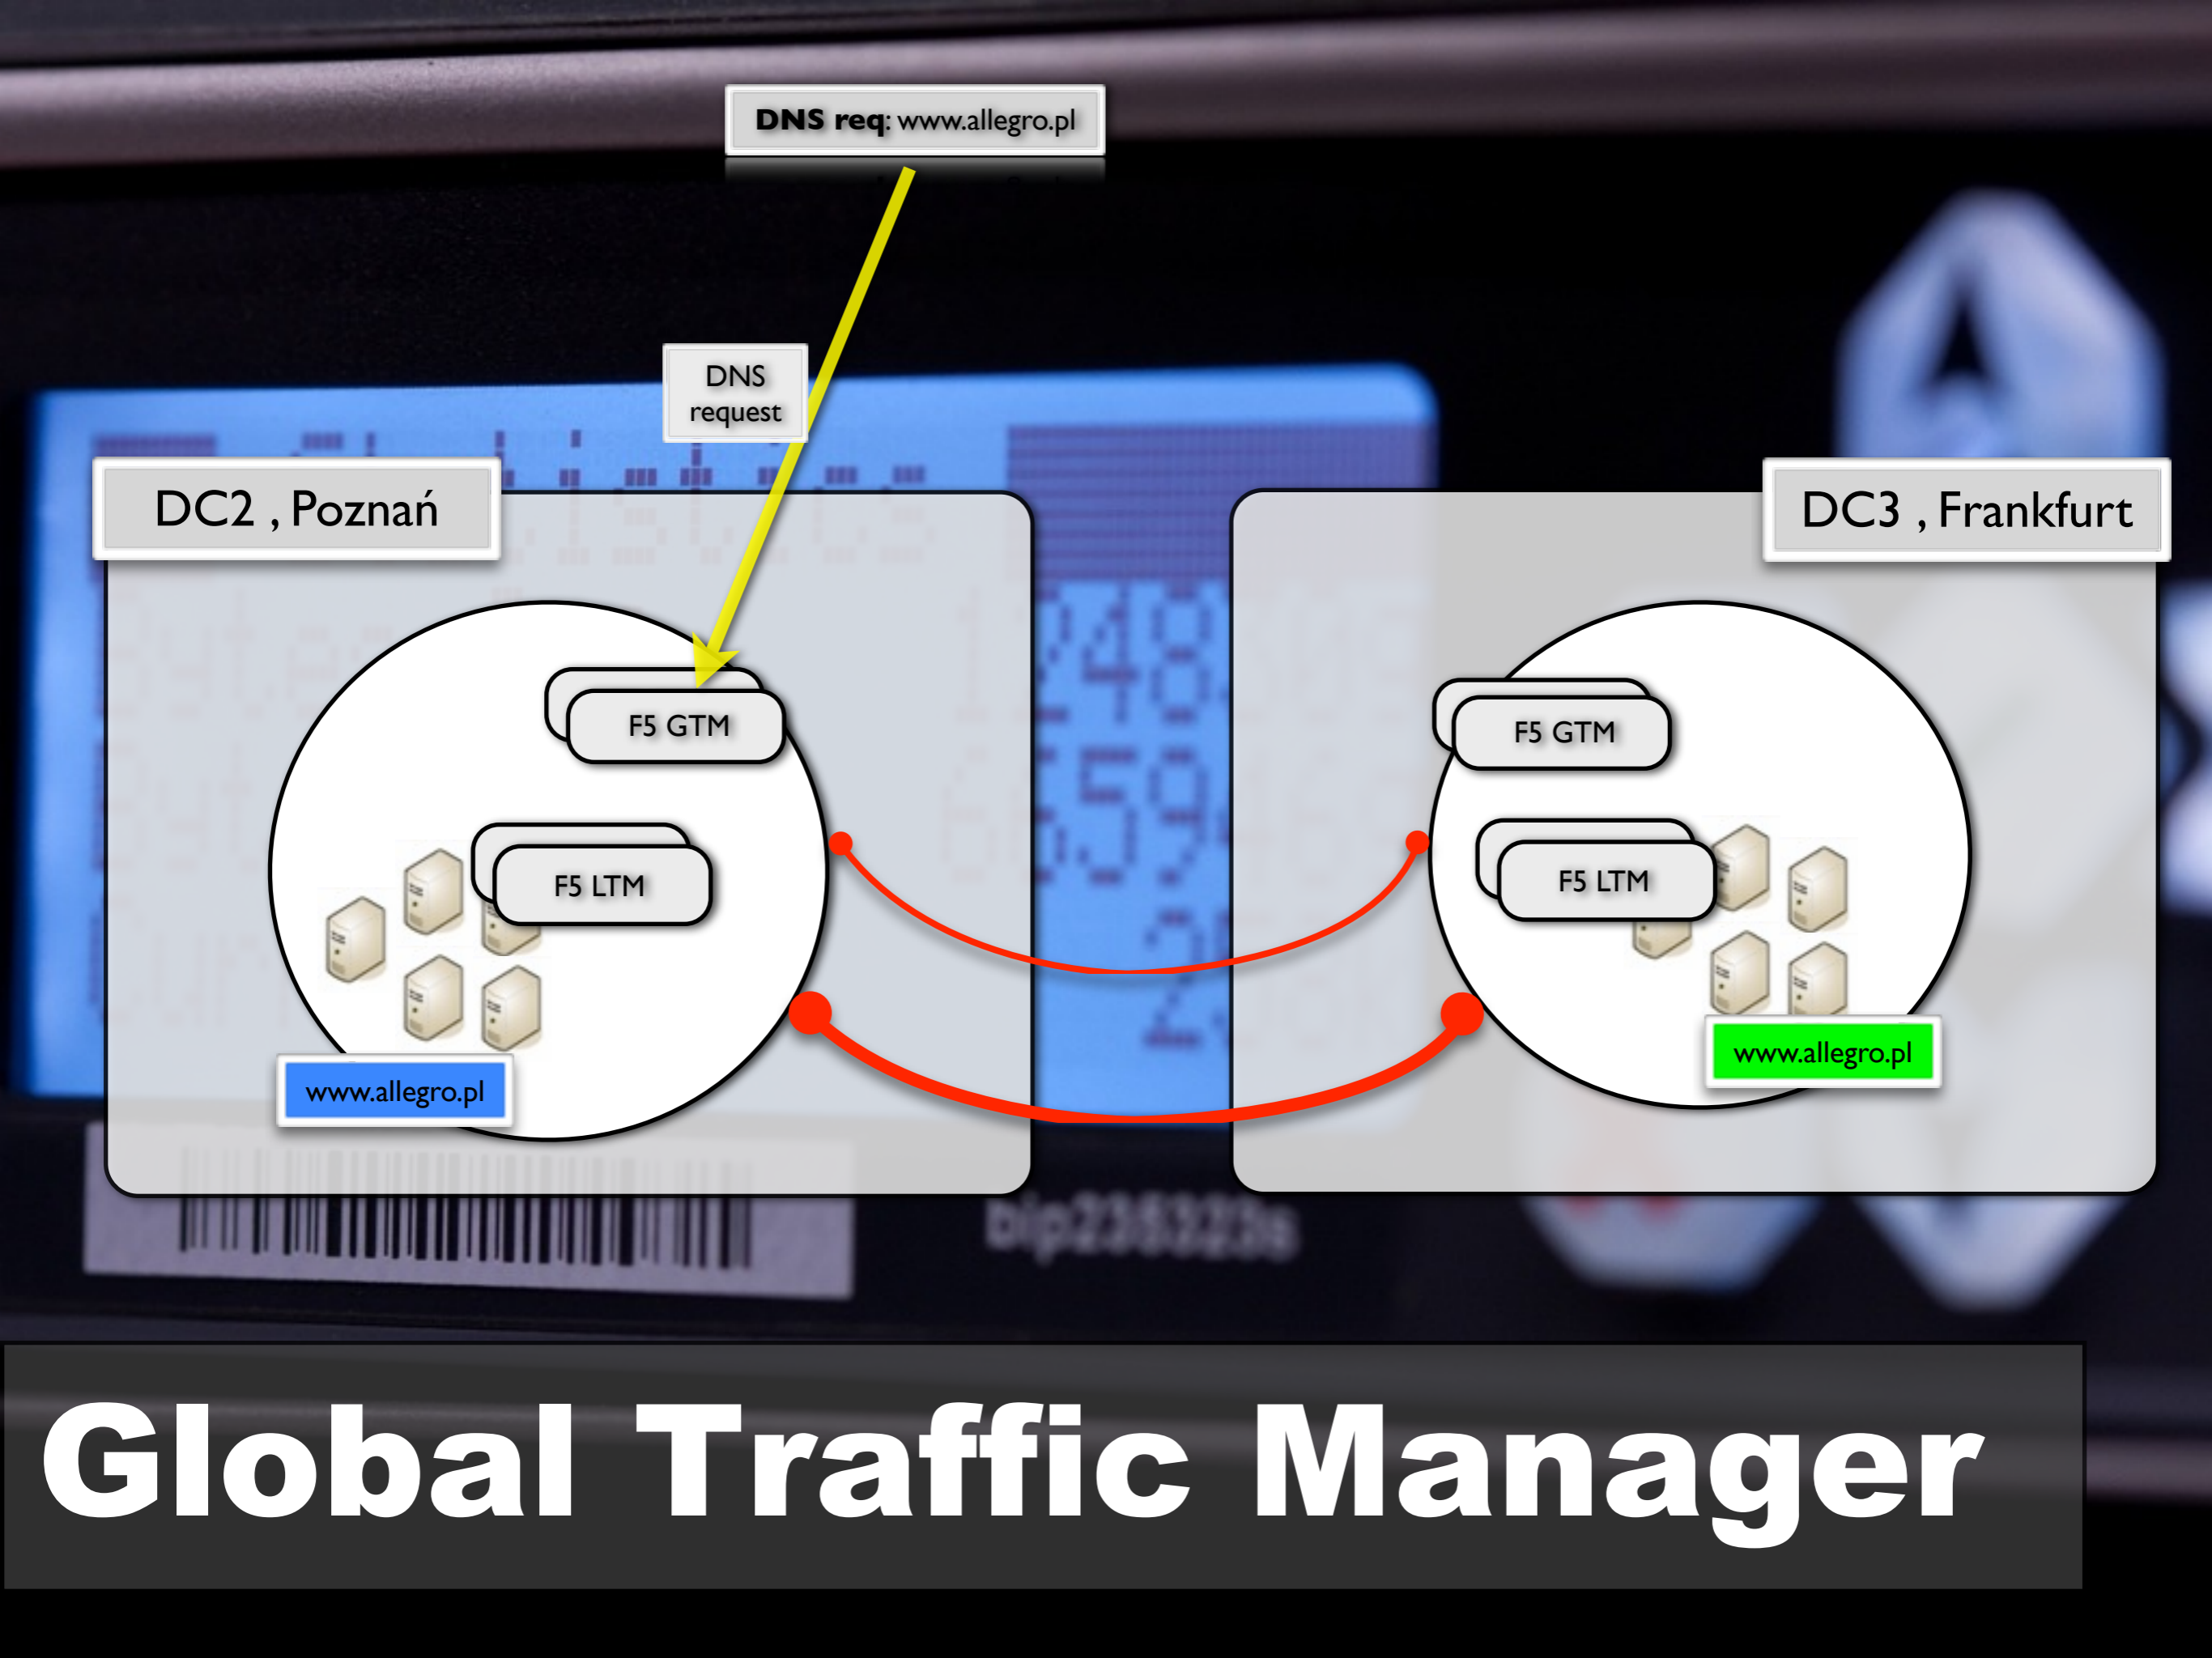 DNS req: www.allegro.pl
DNS
request
DC2 , Poznań
DC3 , Frankfurt
F5 GTM
F5 GTM
F5 LTM
F5 LTM
www.allegro.pl
www.allegro.pl
bip235323s
Global Traffic Manager